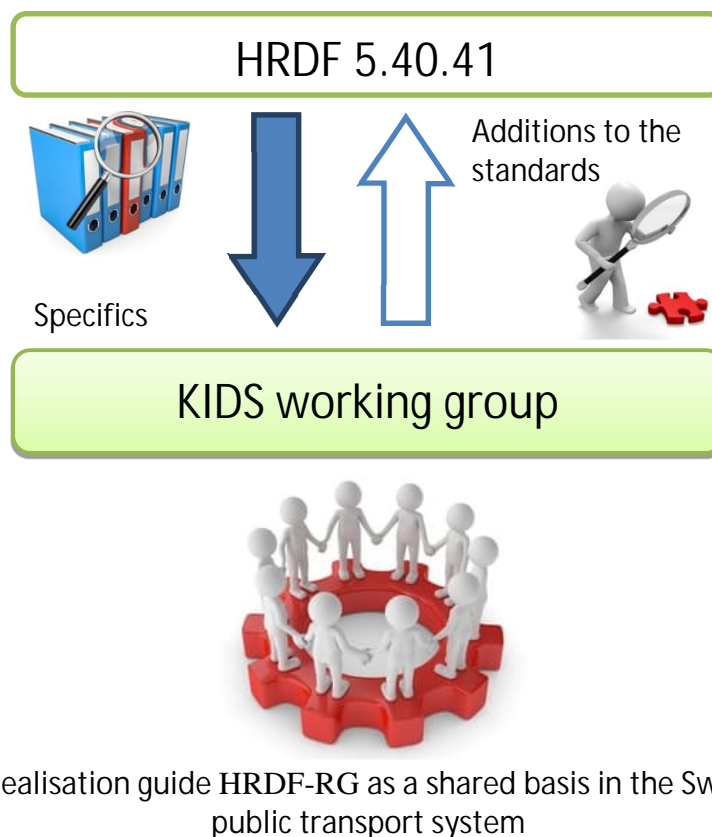 HRDF 5.40.41
Additions to the
standards
Specifics
KIDS working group
ealisation guide HRDF-RG as a shared basis in the Sw
public transport system